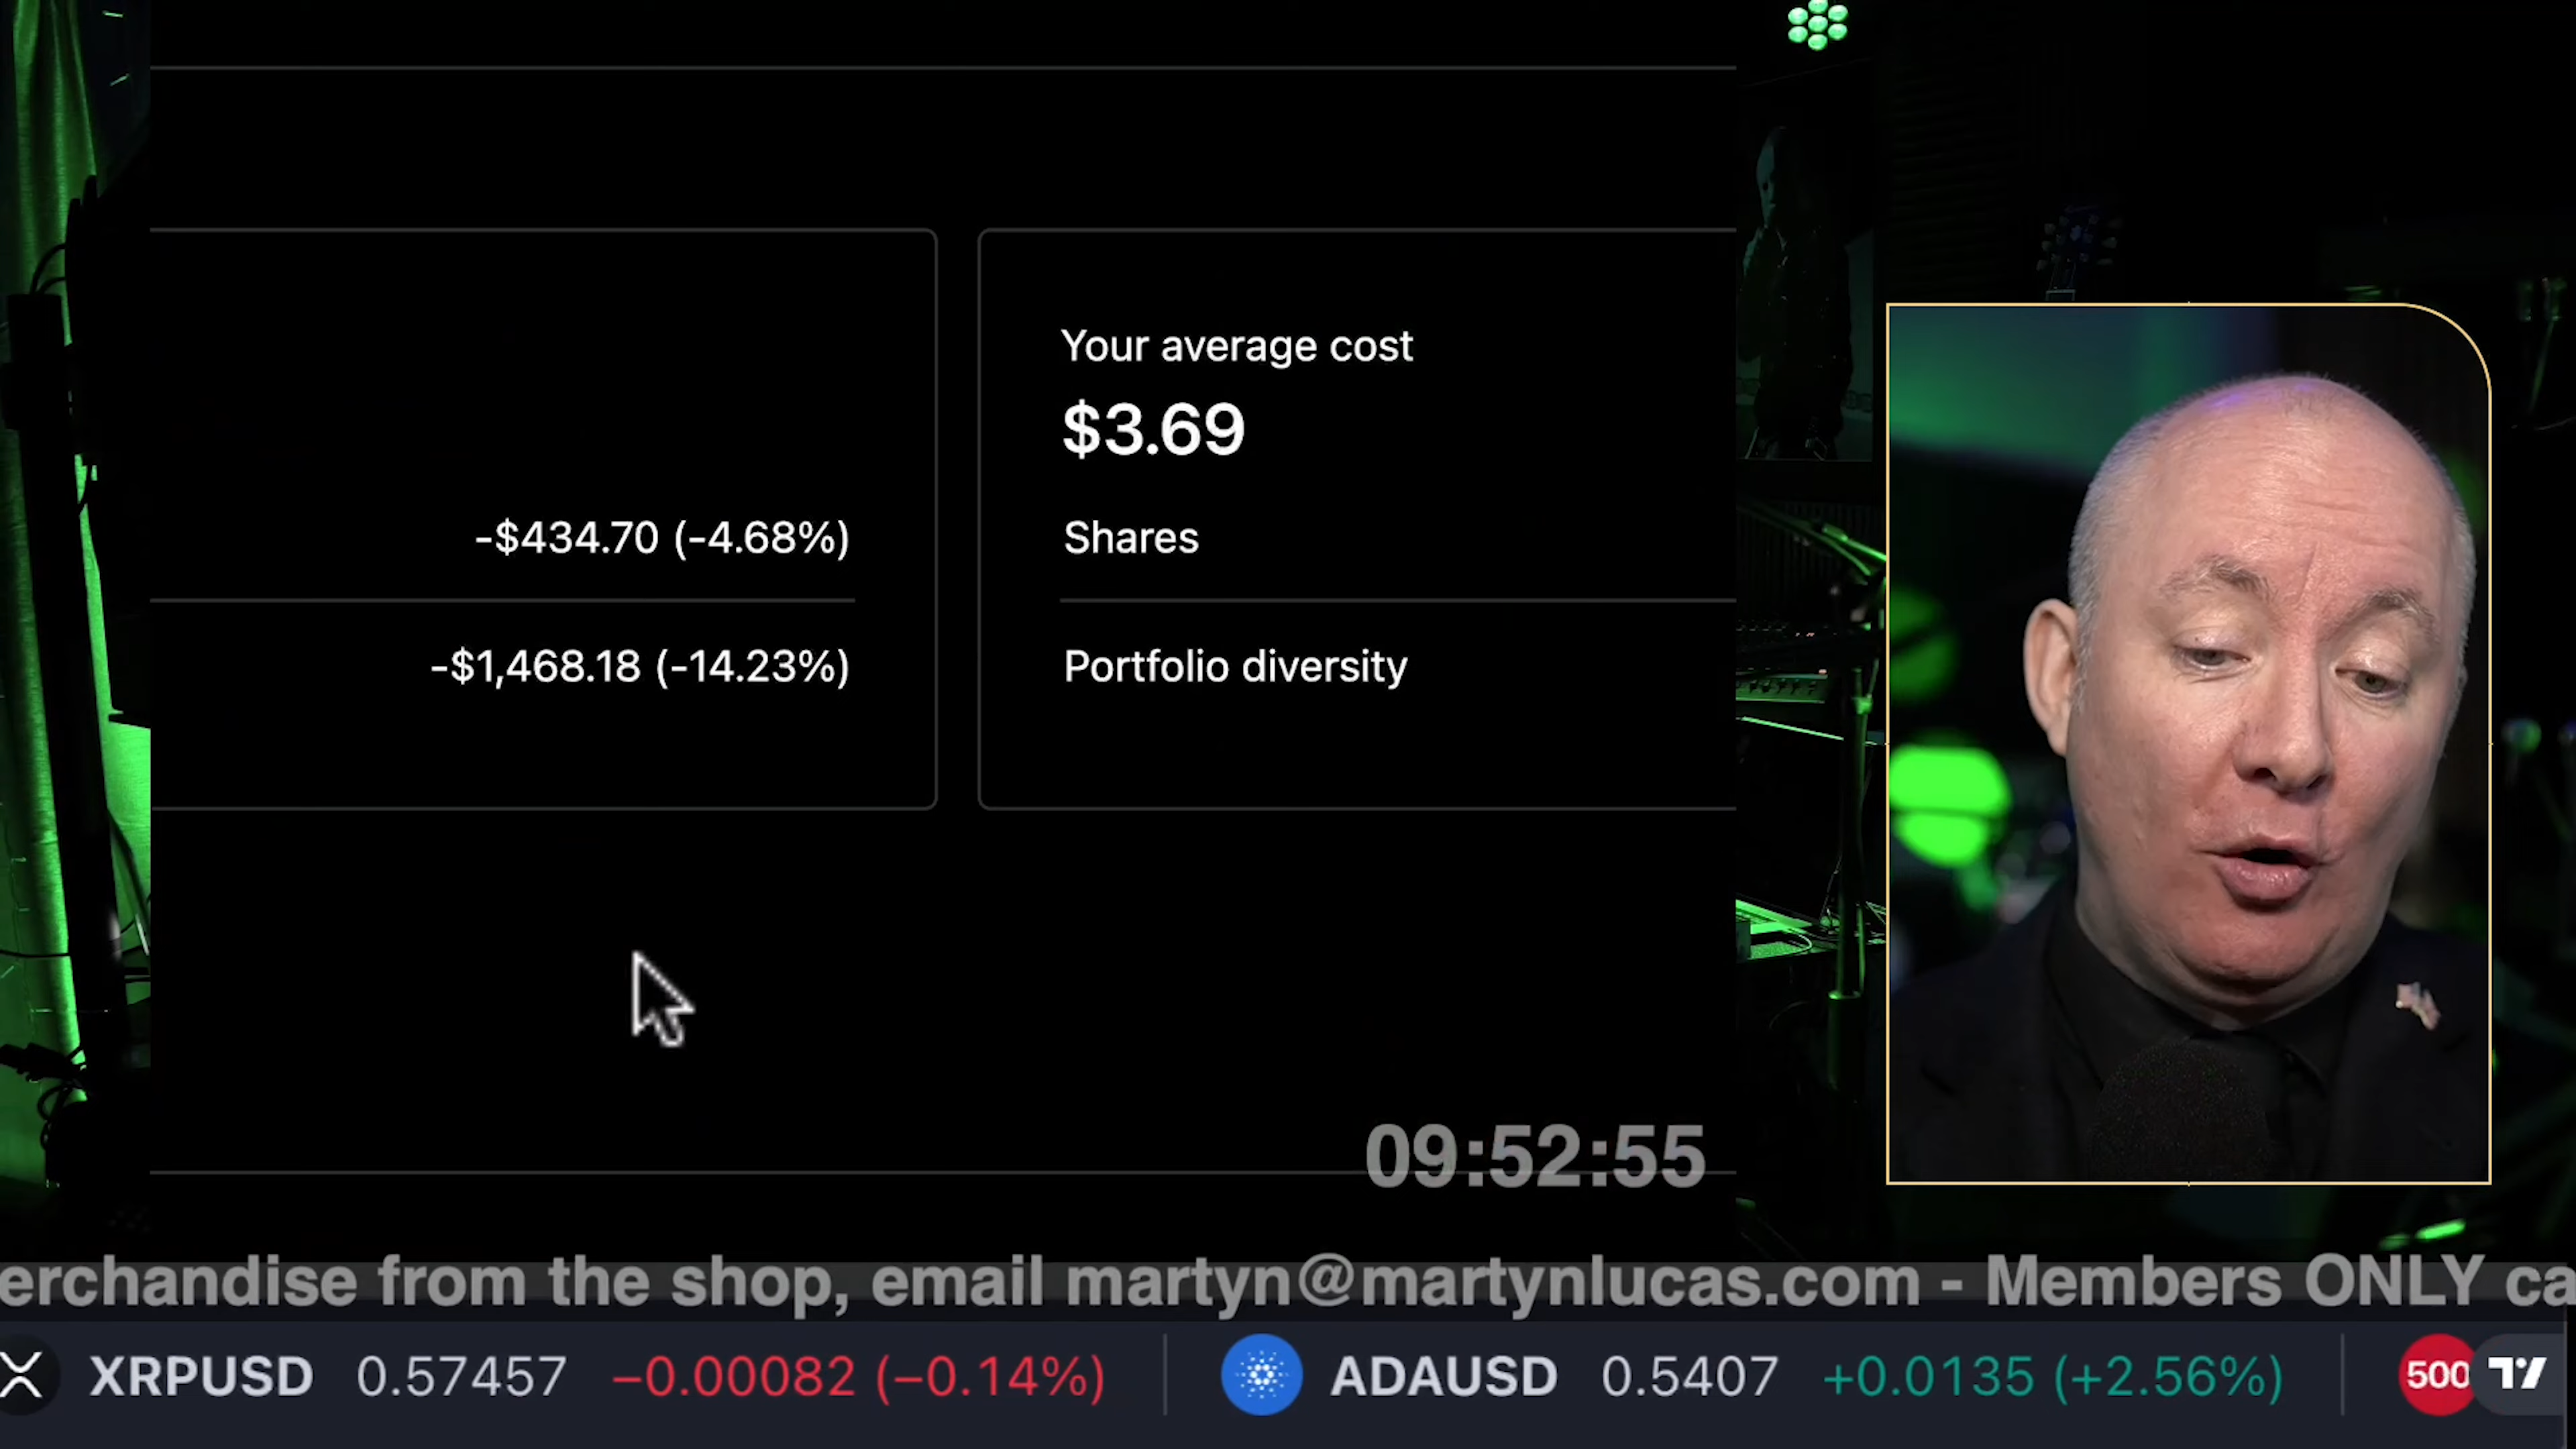 Your average cost
$3.69
-$434.70 (-4.68%)
Shares
-$1,468.18 (-14.23%)
Portfolio diversity
09:52:55
erchandise from the shop, email martyn@martynlucas.com - Members ONLY ca
XRPUSD 0.57457 −0.00082 (−0.14%) ADAUSD 0.5407 +0.0135 (+2.56%) 500